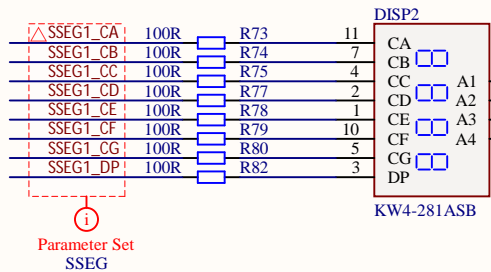 DISP2
SSEG1_CA 100R R73 11 CA
SSEG1_CB 100R R74 7 CB
SSEG1_CC 100R R75 4 CC A1
SSEG1_CD 100R R77 2 CD A2
SSEG1_CE 100R R78 1 CE A3
SSEG1_CF 100R R79 10 CF A4
SSEG1_CG 100R R80 5 CG
SSEG1_DP 100R R82 3 DP
KW4-281ASB
i
Parameter Set
SSEG